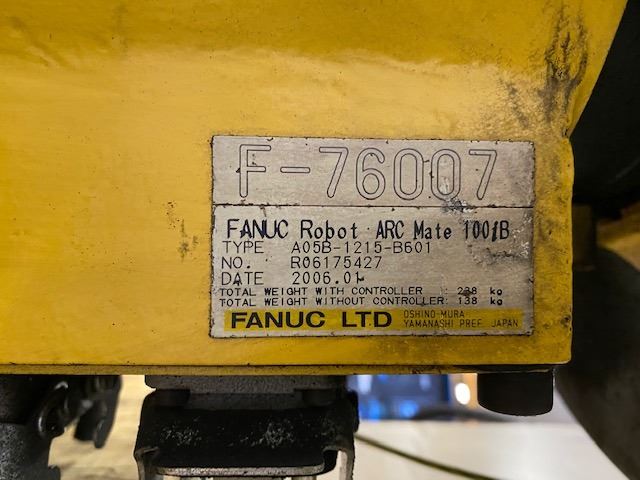 F-76007
FANUC Robot ARC Mate 100iB
TYPE A05B-1215-B601
NO. R06175427
DATE 2006.01
TOTAL WEIGHT WITH CONTROLLER : 238 kg
TOTAL WEIGHT WITHOUT CONTROLLER: 138 kg
FANUC LTD OSHINO-MURA
YAMANASHI PREF. JAPAN